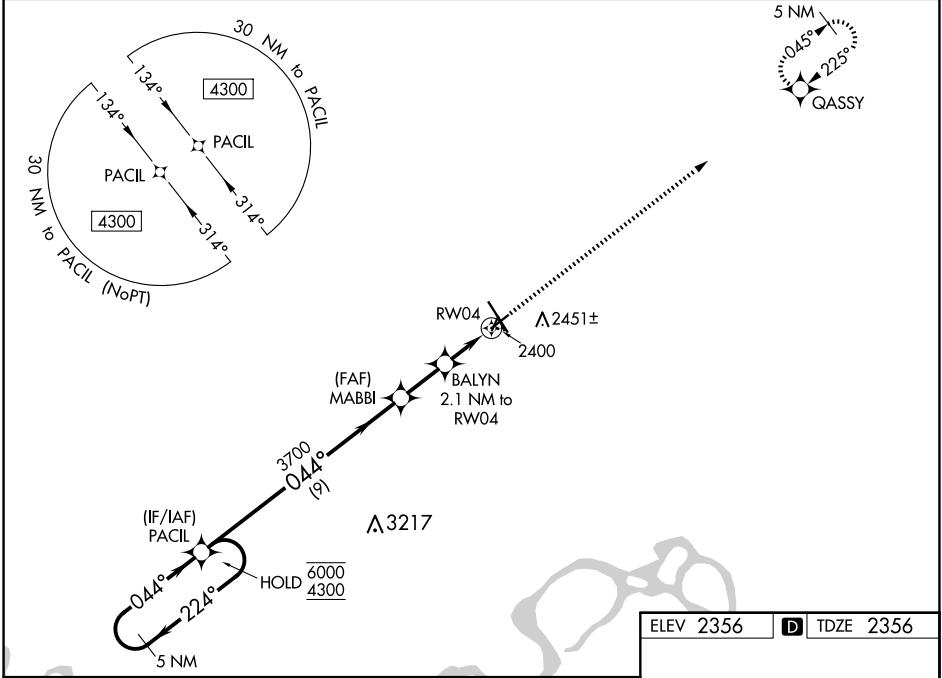 30 NM to PACIL
134°
4300
PACIL
314°
134°
PACIL
4300
314°
30 NM to PACIL (NoPT)
5 NM
045°
225°
QASSY
RW04
2451±
2400
BALYN
2.1 NM to
RW04
(FAF)
MABBI
3700
044°
(9)
(IF/IAF)
PACIL
3217
HOLD 6000
4300
044°
224°
5 NM
ELEV 2356 D TDZE 2356